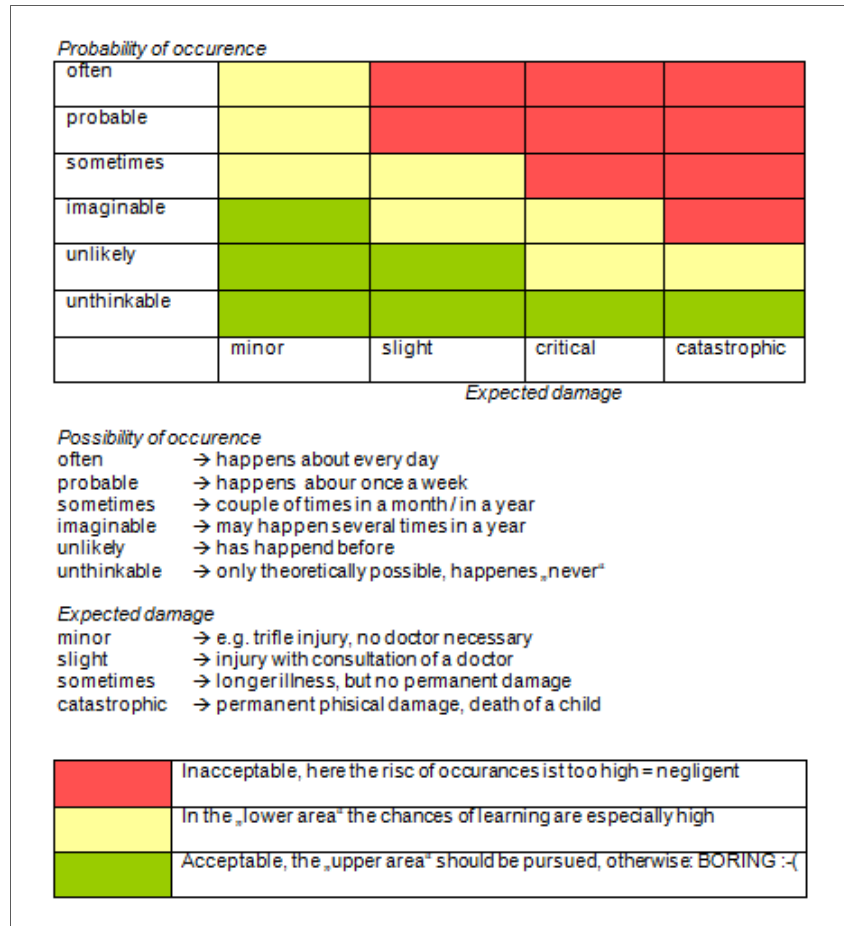 Probability of occurence
often
probable
sometimes
imaginable
unlikely
unthinkable
minor slight critical catastrophic
Expected damage
Possibility of occurence
often → happens about every day
probable → happens abour once a week
sometimes → couple of times in a month / in a year
imaginable → may happen several times in a year
unlikely → has happend before
unthinkable → only theoretically possible, happenes „never“
Expected damage
minor → e.g. trifle injury, no doctor necessary
slight → injury with consultation of a doctor
sometimes → longer illness, but no permanent damage
catastrophic → permanent phisical damage, death of a child
Inacceptable, here the risc of occurances ist too high = negligent
In the „lower area“ the chances of learning are especially high
Acceptable, the „upper area“ should be pursued, otherwise: BORING :-(